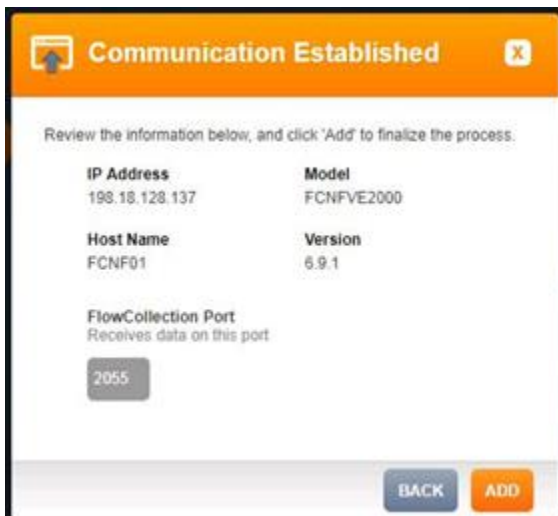 Communication Established
X
Review the information below, and click 'Add' to finalize the process.
IP Address
198.18.128.137
Model
FCNFVE2000
Host Name
FCNF01
Version
6.9.1
FlowCollection Port
Receives data on this port
2055
BACK
ADD